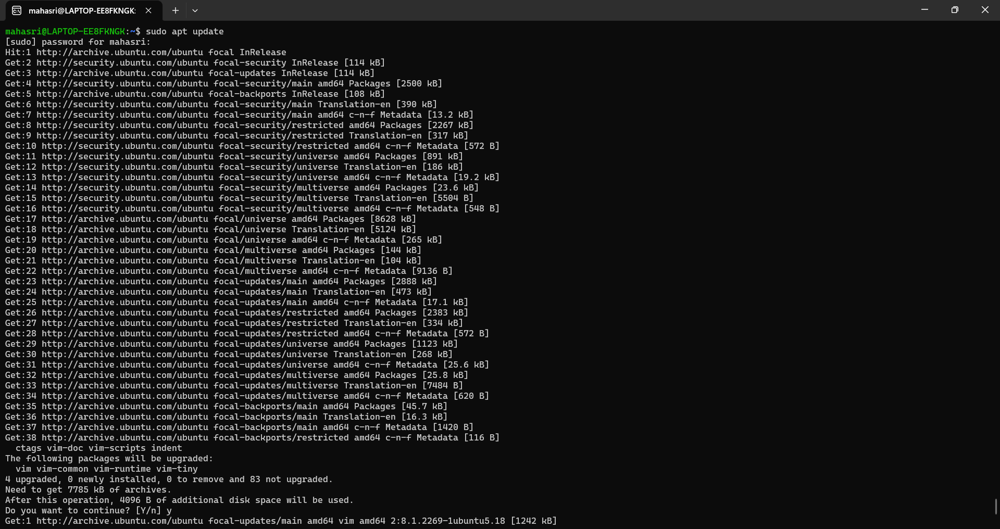 mahasri@LAPTOP-EE8FKNGK:
mahasri@LAPTOP-EE8FKNGK:~$ sudo apt update
[sudo] password for mahasri:
Hit:1 http://archive.ubuntu.com/ubuntu focal InRelease
Get:2 http://security.ubuntu.com/ubuntu focal-security InRelease [114 kB]
Get:3 http://archive.ubuntu.com/ubuntu focal-updates InRelease [114 kB]
Get:4 http://security.ubuntu.com/ubuntu focal-security/main amd64 Packages [2500 kB]
Get:5 http://archive.ubuntu.com/ubuntu focal-backports InRelease [108 kB]
Get:6 http://security.ubuntu.com/ubuntu focal-security/main Translation-en [390 kB]
Get:7 http://security.ubuntu.com/ubuntu focal-security/main amd64 c-n-f Metadata [13.2 kB]
Get:8 http://security.ubuntu.com/ubuntu focal-security/restricted amd64 Packages [2267 kB]
Get:9 http://security.ubuntu.com/ubuntu focal-security/restricted Translation-en [317 kB]
Get:10 http://security.ubuntu.com/ubuntu focal-security/restricted amd64 c-n-f Metadata [572 B]
Get:11 http://security.ubuntu.com/ubuntu focal-security/universe amd64 Packages [891 kB]
Get:12 http://security.ubuntu.com/ubuntu focal-security/universe Translation-en [186 kB]
Get:13 http://security.ubuntu.com/ubuntu focal-security/universe amd64 c-n-f Metadata [19.2 kB]
Get:14 http://security.ubuntu.com/ubuntu focal-security/multiverse amd64 Packages [23.6 kB]
Get:15 http://security.ubuntu.com/ubuntu focal-security/multiverse Translation-en [5504 B]
Get:16 http://security.ubuntu.com/ubuntu focal-security/multiverse amd64 c-n-f Metadata [548 B]
Get:17 http://archive.ubuntu.com/ubuntu focal/universe amd64 Packages [8628 kB]
Get:18 http://archive.ubuntu.com/ubuntu focal/universe Translation-en [5124 kB]
Get:19 http://archive.ubuntu.com/ubuntu focal/universe amd64 c-n-f Metadata [265 kB]
Get:20 http://archive.ubuntu.com/ubuntu focal/multiverse amd64 Packages [144 kB]
Get:21 http://archive.ubuntu.com/ubuntu focal/multiverse Translation-en [104 kB]
Get:22 http://archive.ubuntu.com/ubuntu focal/multiverse amd64 c-n-f Metadata [9136 B]
Get:23 http://archive.ubuntu.com/ubuntu focal-updates/main amd64 Packages [2888 kB]
Get:24 http://archive.ubuntu.com/ubuntu focal-updates/main Translation-en [473 kB]
Get:25 http://archive.ubuntu.com/ubuntu focal-updates/main amd64 c-n-f Metadata [17.1 kB]
Get:26 http://archive.ubuntu.com/ubuntu focal-updates/restricted amd64 Packages [2383 kB]
Get:27 http://archive.ubuntu.com/ubuntu focal-updates/restricted Translation-en [334 kB]
Get:28 http://archive.ubuntu.com/ubuntu focal-updates/restricted amd64 c-n-f Metadata [572 B]
Get:29 http://archive.ubuntu.com/ubuntu focal-updates/universe amd64 Packages [1123 kB]
Get:30 http://archive.ubuntu.com/ubuntu focal-updates/universe Translation-en [268 kB]
Get:31 http://archive.ubuntu.com/ubuntu focal-updates/universe amd64 c-n-f Metadata [25.6 kB]
Get:32 http://archive.ubuntu.com/ubuntu focal-updates/multiverse amd64 Packages [25.8 kB]
Get:33 http://archive.ubuntu.com/ubuntu focal-updates/multiverse Translation-en [7484 B]
Get:34 http://archive.ubuntu.com/ubuntu focal-updates/multiverse amd64 c-n-f Metadata [620 B]
Get:35 http://archive.ubuntu.com/ubuntu focal-backports/main amd64 Packages [45.7 kB]
Get:36 http://archive.ubuntu.com/ubuntu focal-backports/main Translation-en [16.3 kB]
Get:37 http://archive.ubuntu.com/ubuntu focal-backports/main amd64 c-n-f Metadata [1420 B]
Get:38 http://archive.ubuntu.com/ubuntu focal-backports/restricted amd64 c-n-f Metadata [116 B]
ctags vim-doc vim-scripts indent
The following packages will be upgraded:
vim vim-common vim-runtime vim-tiny
4 upgraded, 0 newly installed, 0 to remove and 83 not upgraded.
Need to get 7785 kB of archives.
After this operation, 4096 B of additional disk space will be used.
Do you want to continue? [Y/n] y
Get:1 http://archive.ubuntu.com/ubuntu focal-updates/main amd64 vim amd64 2:8.1.2269-1ubuntu5.18 [1242 kB]